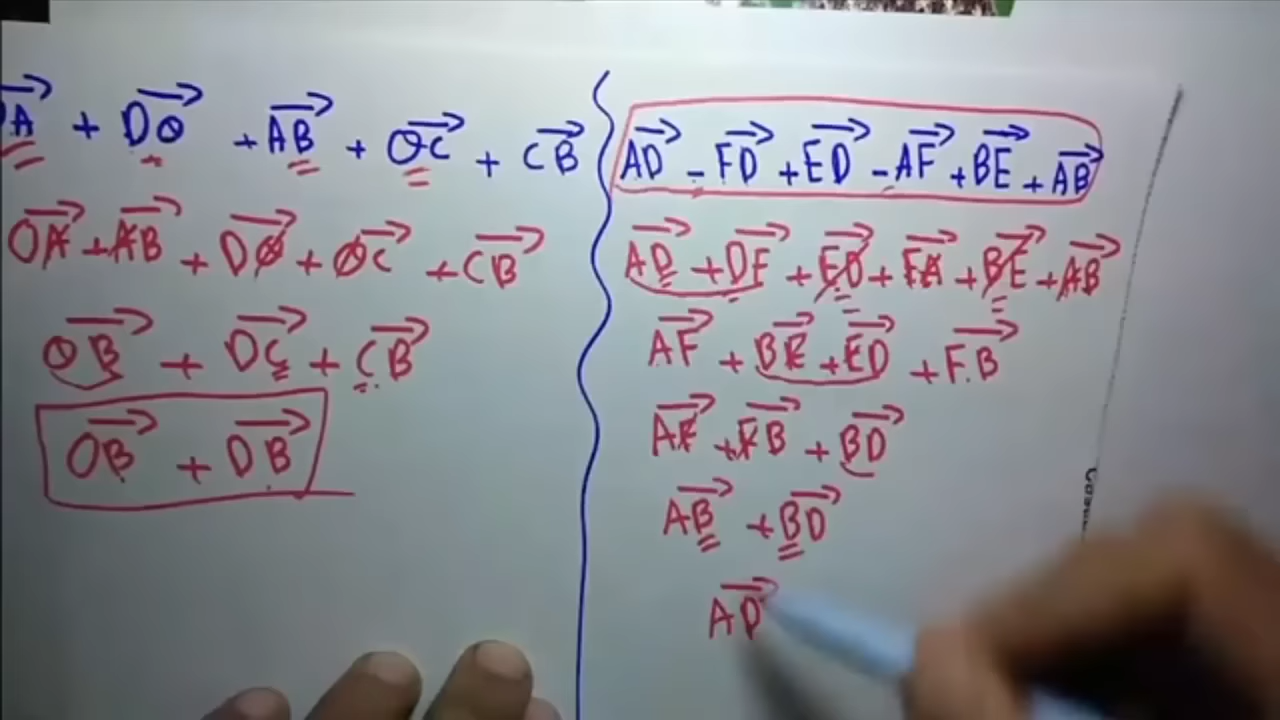 OA + DO + AB + OC + CB
OA + AB + DO + OC + CB
OB + DC + CB
OB + DB
AD - FD + ED - AF + BE + AB
AD + DF + ED + FA + BE + AB
AF + BE + ED + FB
AF + FB + BD
AB + BD
AD